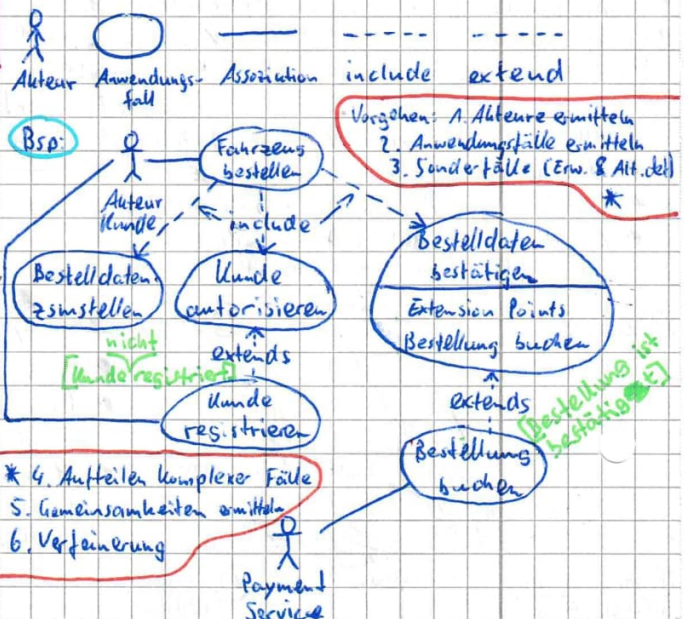 Akteur Anwendungs- Assoziation include extend
fall
Vorgehen: 1. Akteure ermitteln
2. Anwendungsfälle ermitteln
3. Sonderfälle (Erw. & Alt. def)
*
Bsp:
Fahrzeug
bestellen
Akteur
Kunde
include
Bestelldaten
zsmstellen
Kunde
autorisieren
Bestelldaten
bestätigen
Extension Points
Bestellung buchen
extends
nicht
[Kunde registriert]
Kunde
registrieren
extends
[Bestellung ist
bestätigt]
Bestellung
buchen
* 4. Aufteilen komplexer Fälle
5. Gemeinsamkeiten ermitteln
6. Verfeinerung
Payment
Service